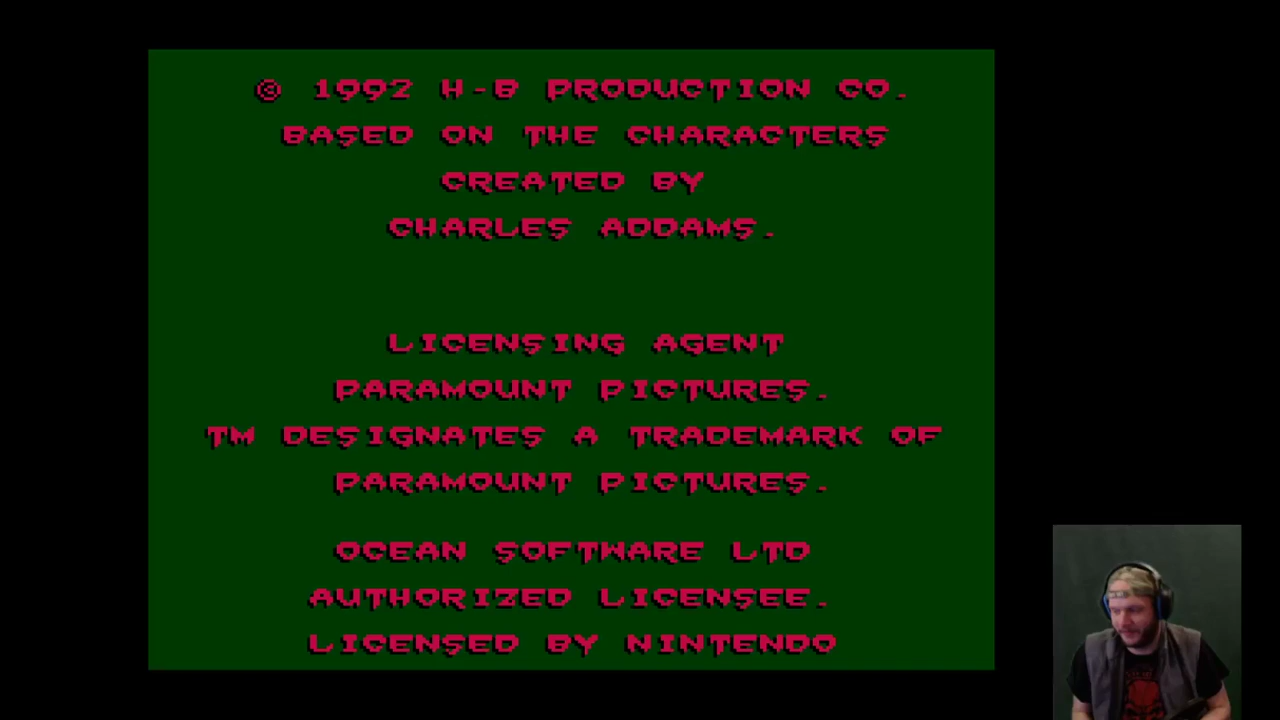 © 1992 H-B PRODUCTION CO.
BASED ON THE CHARACTERS
CREATED BY
CHARLES ADDAMS.
LICENSING AGENT
PARAMOUNT PICTURES.
TM DESIGNATES A TRADEMARK OF
PARAMOUNT PICTURES.
OCEAN SOFTWARE LTD
AUTHORIZED LICENSEE.
LICENSED BY NINTENDO